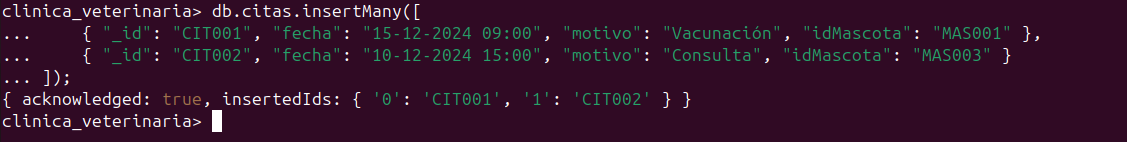 clinica_veterinaria> db.citas.insertMany([
...     { "_id": "CIT001", "fecha": "15-12-2024 09:00", "motivo": "Vacunación", "idMascota": "MAS001" },
...     { "_id": "CIT002", "fecha": "10-12-2024 15:00", "motivo": "Consulta", "idMascota": "MAS003" }
... ]);
{ acknowledged: true, insertedIds: { '0': 'CIT001', '1': 'CIT002' } }
clinica_veterinaria>